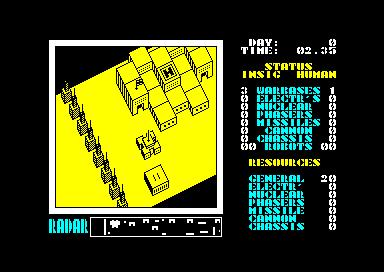 DAY: 0
TIME: 02.35
STATUS
INSIG HUMAN
3 WARBASES 1
0 ELECTR'S 0
0 NUCLEAR 0
0 PHASERS 0
0 MISSILES 0
0 CANNON 0
0 CHASSIS 0
00 ROBOTS 00
RESOURCES
GENERAL 20
ELECTR' 0
NUCLEAR 0
PHASERS 0
MISSILE 0
CANNON 0
CHASSIS 0
RADAR
H